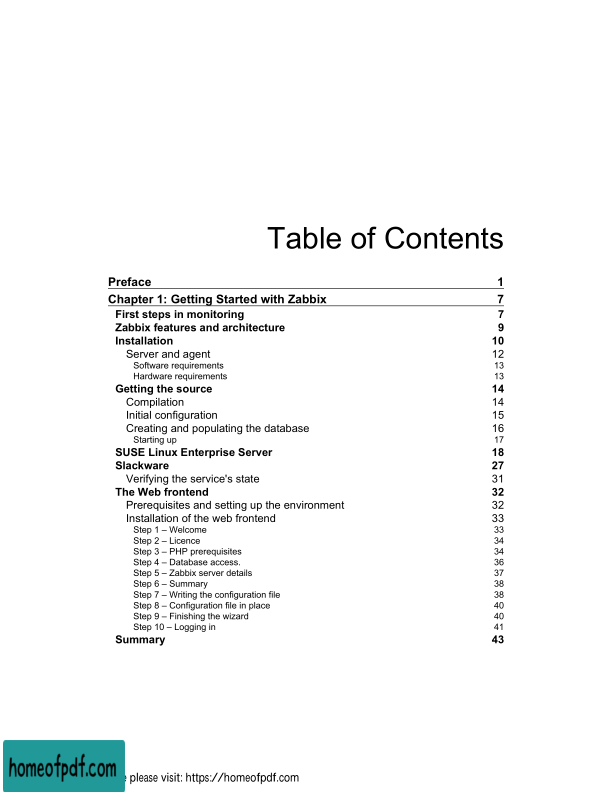 Table of Contents
Preface 1
Chapter 1: Getting Started with Zabbix 7
First steps in monitoring 7
Zabbix features and architecture 9
Installation 10
Server and agent 12
Software requirements 13
Hardware requirements 13
Getting the source 14
Compilation 14
Initial configuration 15
Creating and populating the database 16
Starting up 17
SUSE Linux Enterprise Server 18
Slackware 27
Verifying the service's state 31
The Web frontend 32
Prerequisites and setting up the environment 32
Installation of the web frontend 33
Step 1 – Welcome 33
Step 2 – Licence 34
Step 3 – PHP prerequisites 34
Step 4 – Database access. 36
Step 5 – Zabbix server details 37
Step 6 – Summary 38
Step 7 – Writing the configuration file 38
Step 8 – Configuration file in place 40
Step 9 – Finishing the wizard 40
Step 10 – Logging in 41
Summary 43
homeofpdf.com
please visit: https://homeofpdf.com